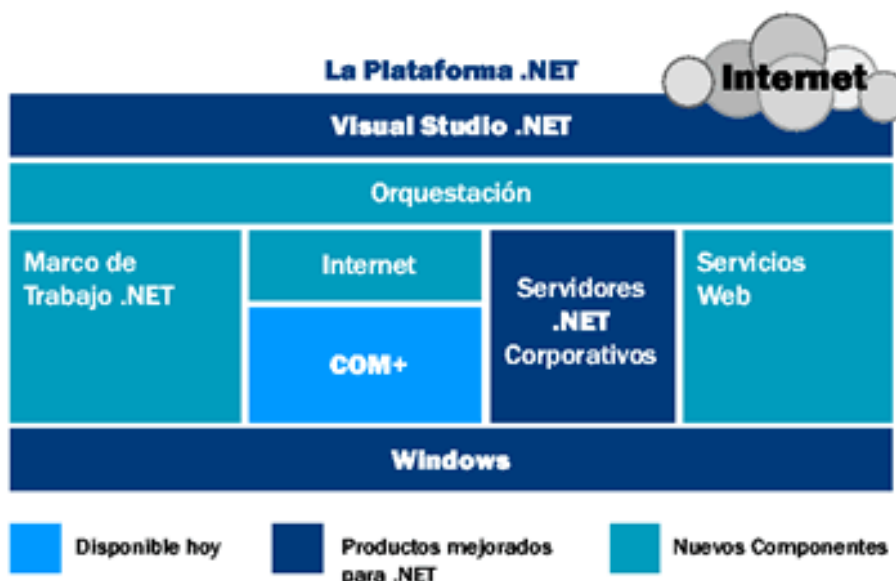 La Plataforma .NET
Internet
Visual Studio .NET
Orquestación
Marco de
Trabajo .NET
Internet
COM+
Servidores
.NET
Corporativos
Servicios
Web
Windows
Disponible hoy
Productos mejorados
para .NET
Nuevos Componentes